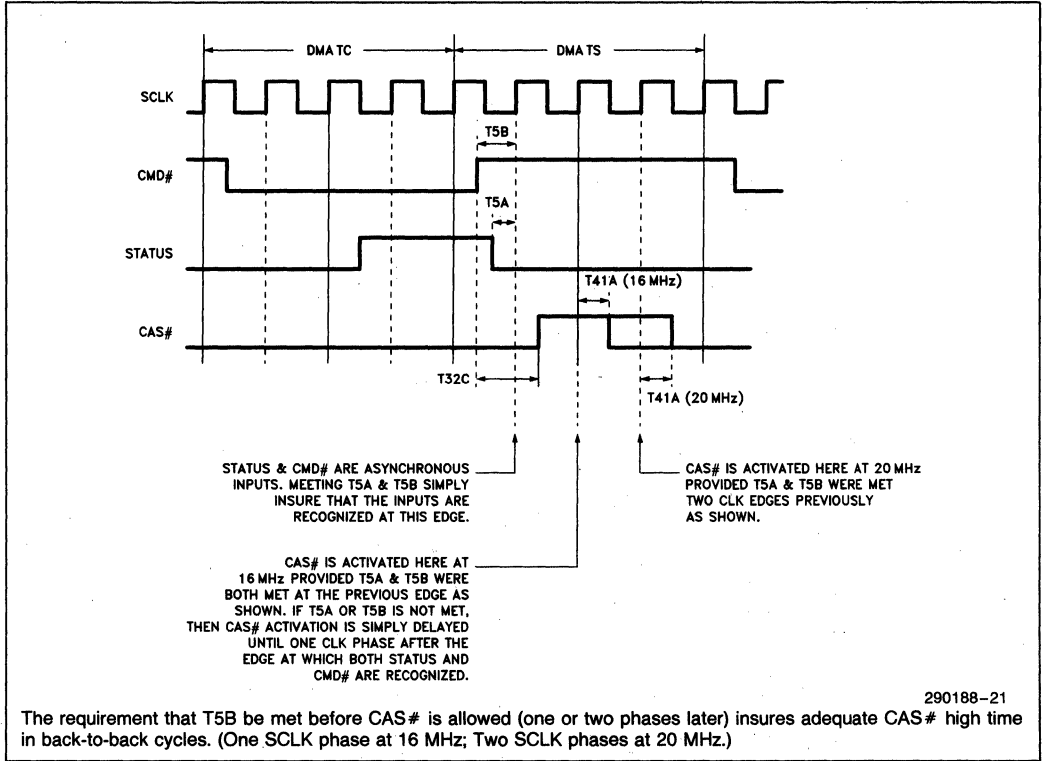 DMA TC
DMA TS
SCLK
T5B
CMD#
T5A
STATUS
T41A (16 MHz)
CAS#
T32C
T41A (20 MHz)
STATUS & CMD# ARE ASYNCHRONOUS
INPUTS. MEETING T5A & T5B SIMPLY
INSURE THAT THE INPUTS ARE
RECOGNIZED AT THIS EDGE.
CAS# IS ACTIVATED HERE AT 20 MHz
PROVIDED T5A & T5B WERE MET
TWO CLK EDGES PREVIOUSLY
AS SHOWN.
CAS# IS ACTIVATED HERE AT
16 MHz PROVIDED T5A & T5B WERE
BOTH MET AT THE PREVIOUS EDGE AS
SHOWN. IF T5A OR T5B IS NOT MET,
THEN CAS# ACTIVATION IS SIMPLY DELAYED
UNTIL ONE CLK PHASE AFTER THE
EDGE AT WHICH BOTH STATUS AND
CMD# ARE RECOGNIZED.
290188-21
The requirement that T5B be met before CAS# is allowed (one or two phases later) insures adequate CAS# high time
in back-to-back cycles. (One SCLK phase at 16 MHz; Two SCLK phases at 20 MHz.)